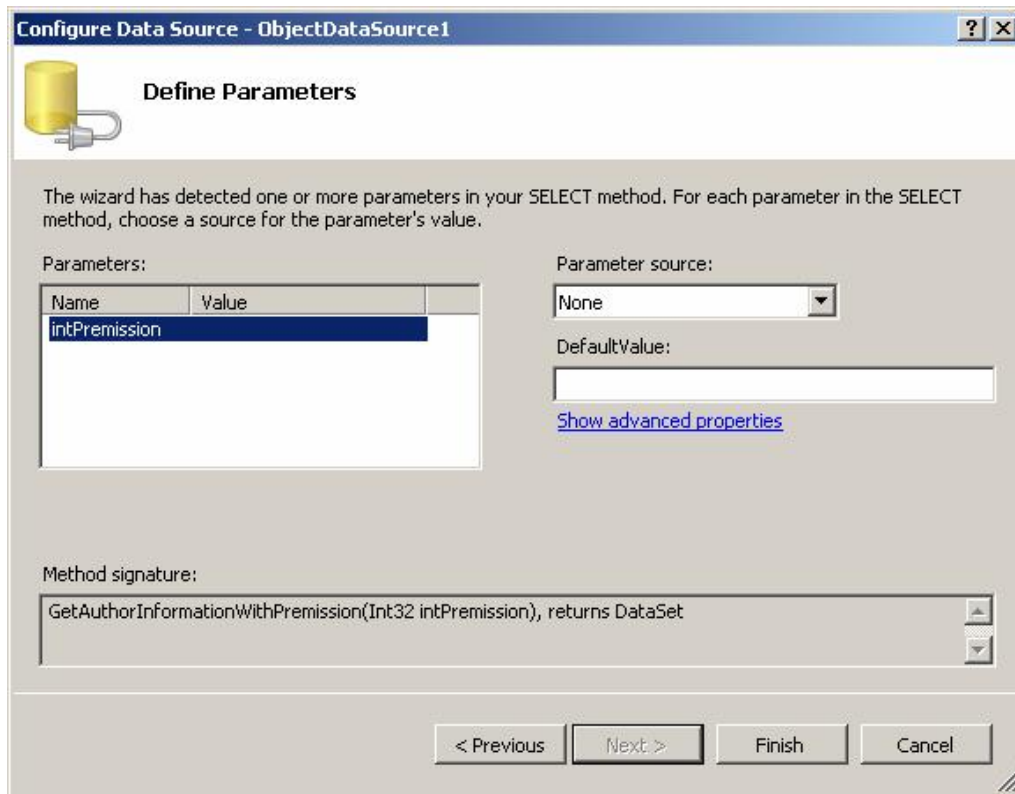 Configure Data Source - ObjectDataSource1
Define Parameters
The wizard has detected one or more parameters in your SELECT method. For each parameter in the SELECT
method, choose a source for the parameter's value.
Parameters:
Name Value
intPremission
Parameter source:
None
DefaultValue:
Show advanced properties
Method signature:
GetAuthorInformationWithPremission(Int32 intPremission), returns DataSet
< Previous Next > Finish Cancel